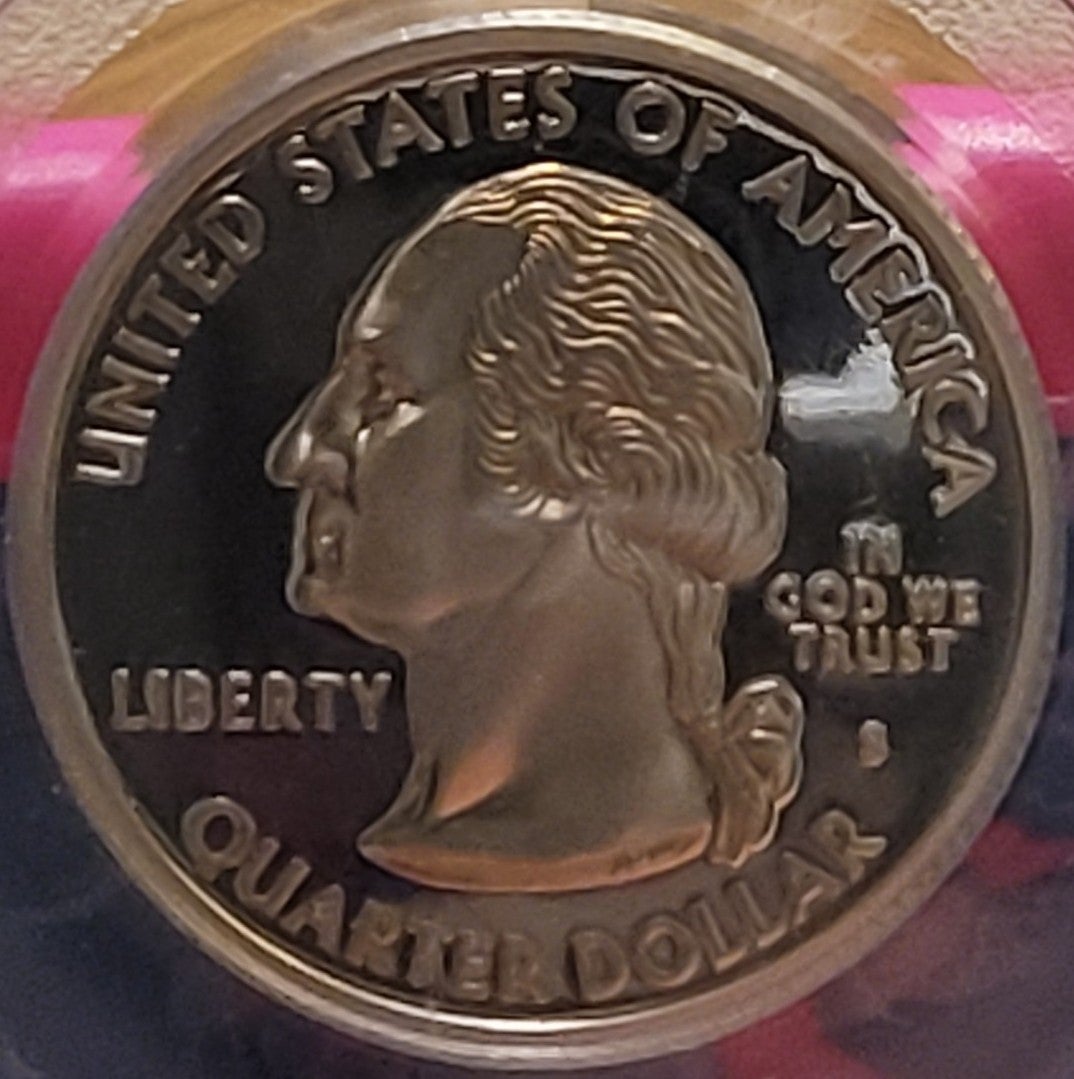 UNITED STATES OF AMERICA
IN
GOD WE
TRUST
LIBERTY
S
QUARTER DOLLAR